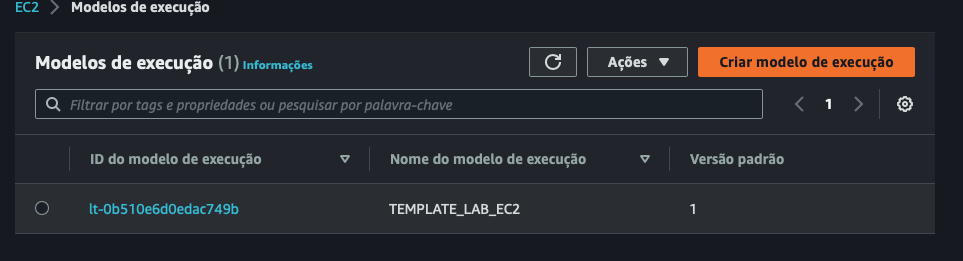 EC2 > Modelos de execução
Modelos de execução (1) Informações
Ações ▼
Criar modelo de execução
Filtrar por tags e propriedades ou pesquisar por palavra-chave
< 1 >
ID do modelo de execução
Nome do modelo de execução
Versão padrão
lt-0b510e6d0edac749b
TEMPLATE_LAB_EC2
1